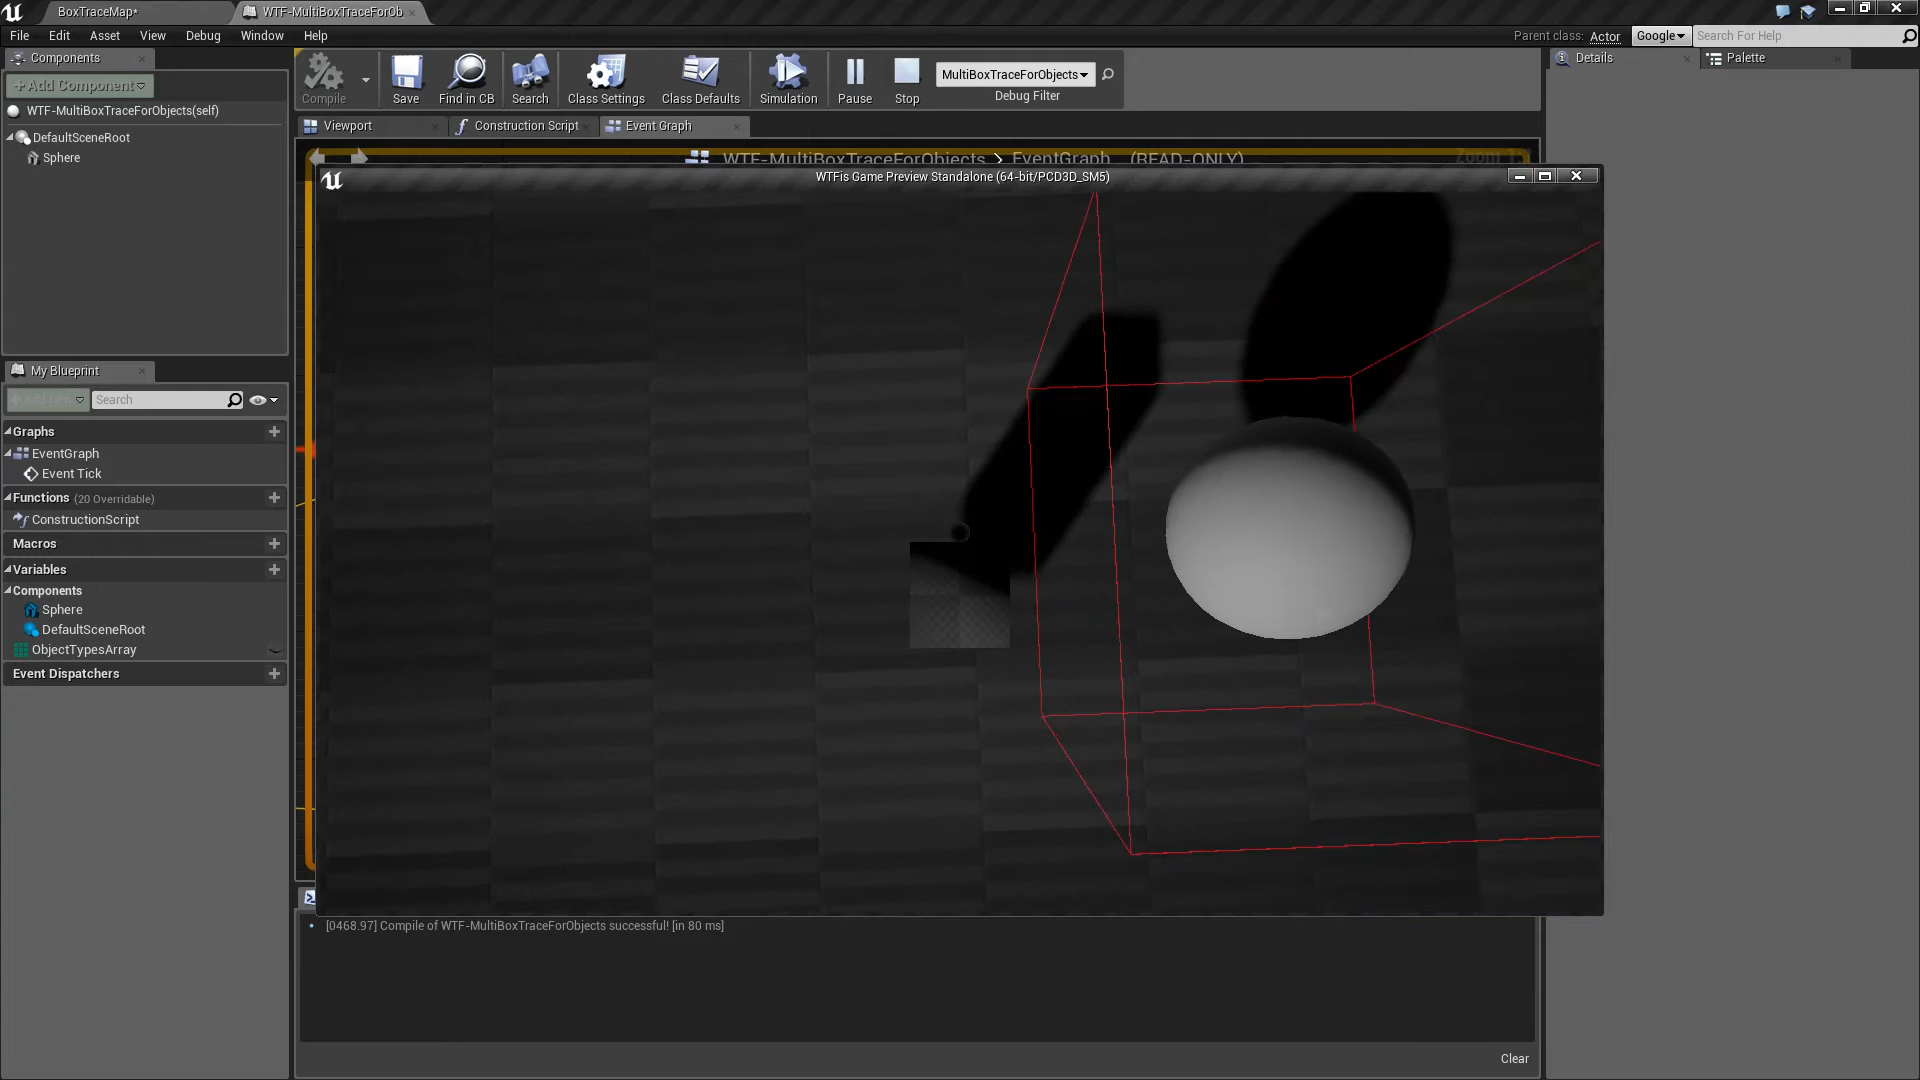 BoxTraceMap*
WTF-MultiBoxTraceForOb
File Edit Asset View Debug Window Help
Parent class: Actor
Google
Search For Help
Components
+Add Component
WTF-MultiBoxTraceForObjects(self)
DefaultSceneRoot
Sphere
Compile
Save
Find in CB
Search
Class Settings
Class Defaults
Simulation
Pause
Stop
MultiBoxTraceForObjects
Debug Filter
Details
Palette
Viewport
Construction Script
Event Graph
WTF-MultiBoxTraceForObjects > EventGraph (READ-ONLY)
WTFis Game Preview Standalone (64-bit/PCD3D_SM5)
My Blueprint
Search
Graphs
EventGraph
Event Tick
Functions (20 Overridable)
ConstructionScript
Macros
Variables
Components
Sphere
DefaultSceneRoot
ObjectTypesArray
Event Dispatchers
[0468.97] Compile of WTF-MultiBoxTraceForObjects successful! [in 80 ms]
Clear